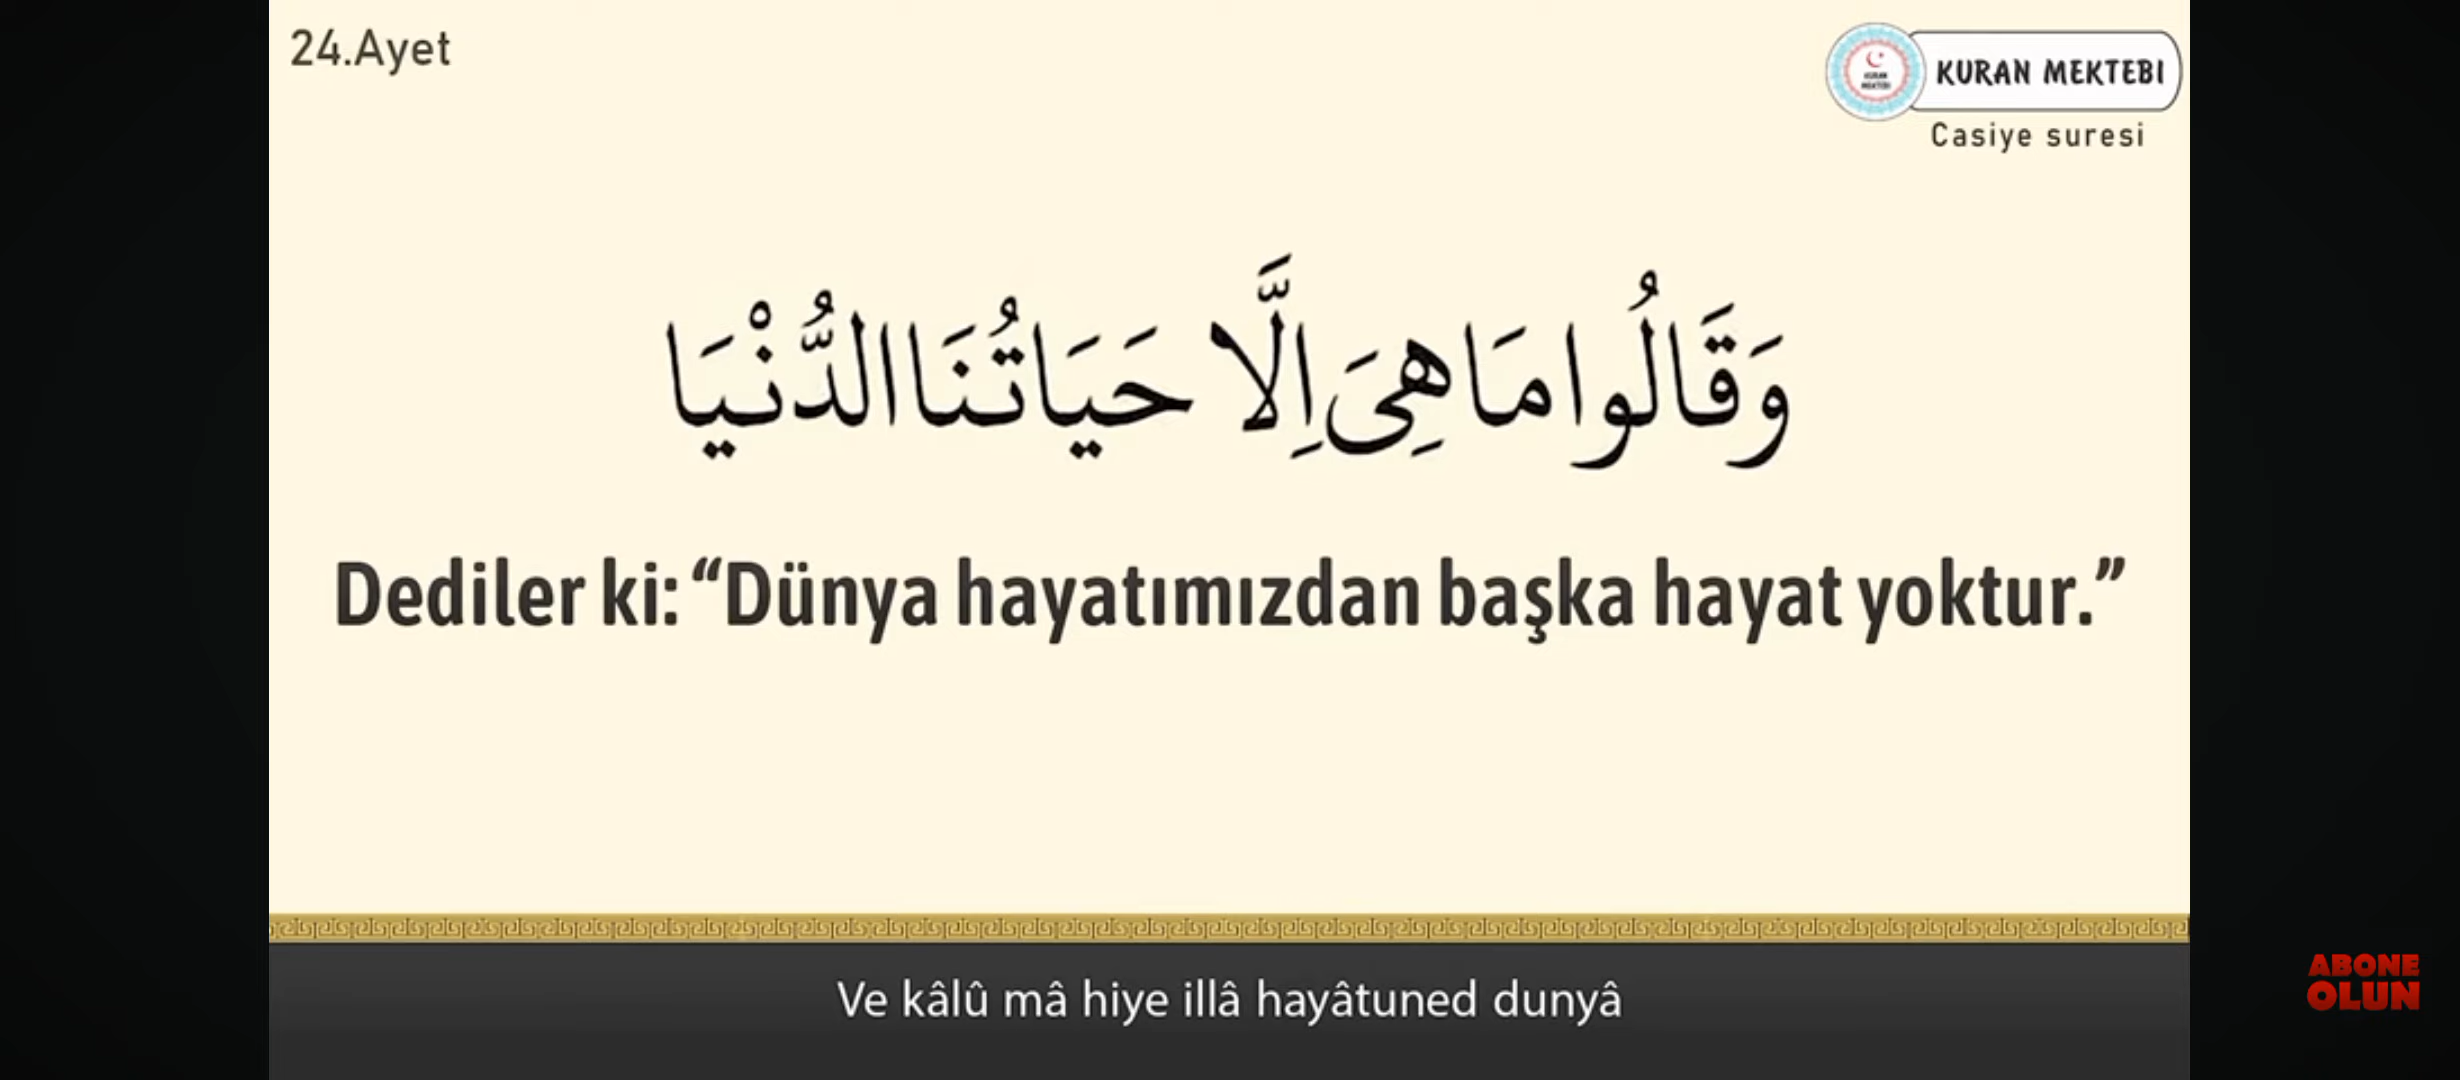 24.Ayet
KURAN MEKTEBI
Casiye suresi
وَقَالُوا مَا هِىَ اِلَّا حَيَاتُنَا الدُّنْيَا
Dediler ki: “Dünya hayatımızdan başka hayat yoktur.”
Ve kâlû mâ hiye illâ hayâtuned dunyâ
ABONE
OLUN